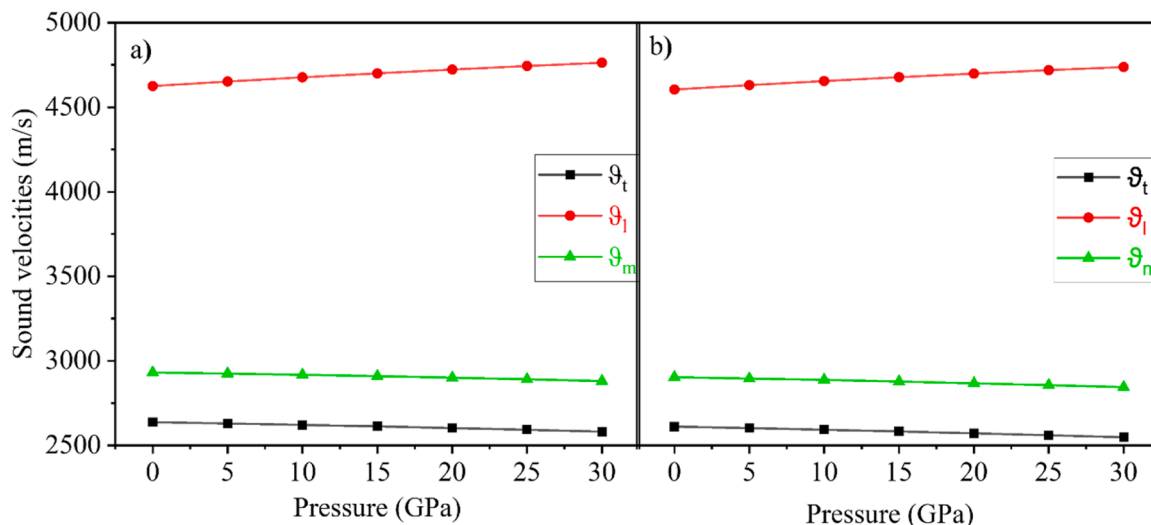 Sound velocities (m/s)
5000
4500
4000
3500
3000
2500
a)
ϑt
ϑl
ϑm
0 5 10 15 20 25 30
Pressure (GPa)
b)
ϑt
ϑl
ϑn
0 5 10 15 20 25 30
Pressure (GPa)